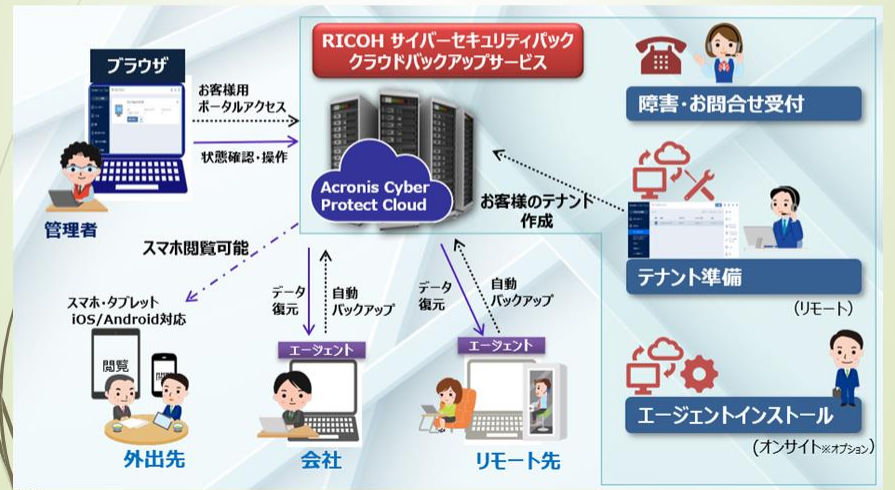 RICOH サイバーセキュリティパック
クラウドバックアップサービス
ブラウザ
お客様用
ポータルアクセス
状態確認・操作
管理者
Acronis Cyber
Protect Cloud
お客様のテナント
作成
障害・お問合せ受付
テナント準備
(リモート)
エージェントインストール
(オンサイト※オプション)
スマホ閲覧可能
スマホ・タブレット
iOS/Android対応
閲覧
閲覧
外出先
データ
復元
自動
バックアップ
エージェント
会社
データ
復元
自動
バックアップ
エージェント
リモート先